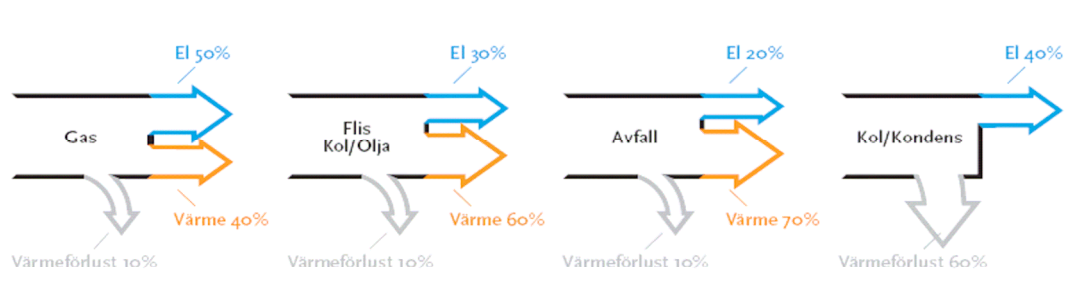 El 50%
Gas
Värme 40%
Värmeförlust 10%
El 30%
Flis
Kol/Olja
Värme 60%
Värmeförlust 10%
El 20%
Avfall
Värme 70%
Värmeförlust 10%
El 40%
Kol/Kondens
Värmeförlust 60%